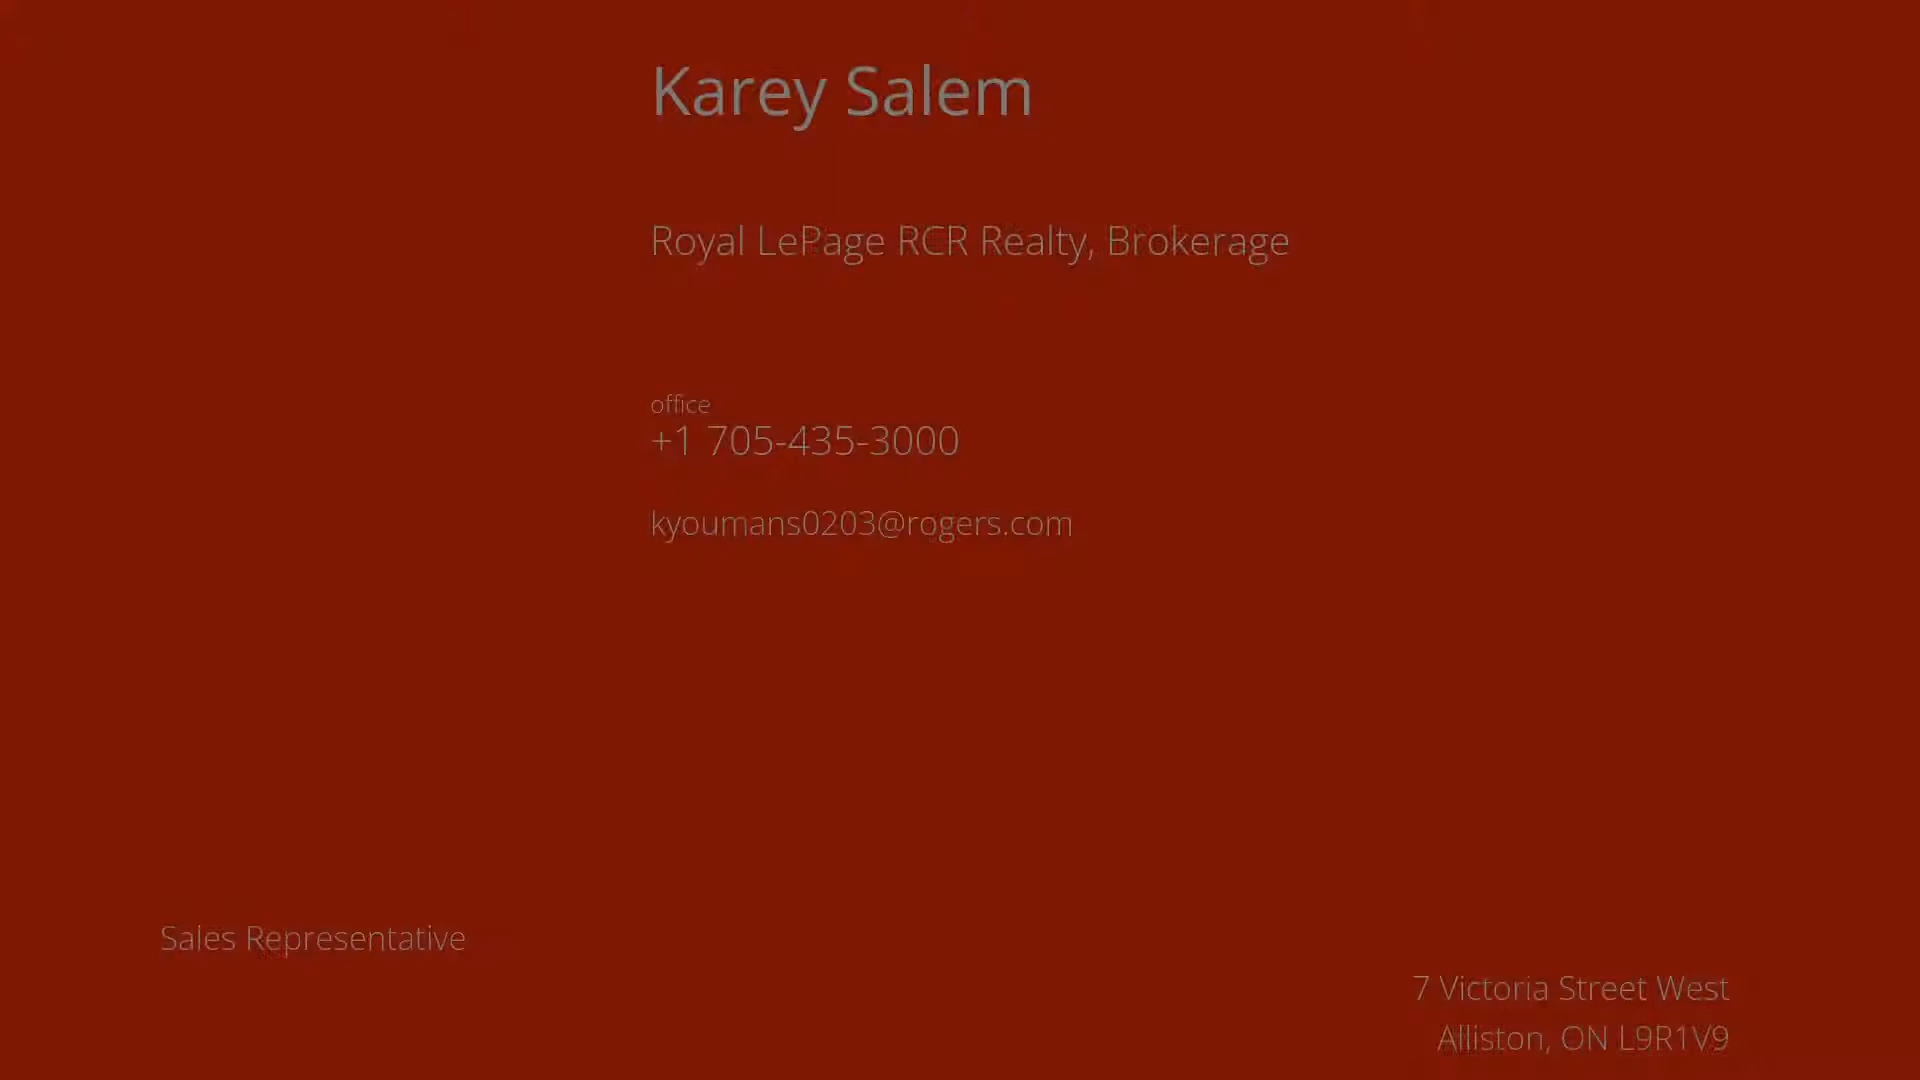 Karey Salem
Royal LePage RCR Realty, Brokerage
office
+1 705-435-3000
kyoumans0203@rogers.com
Sales Representative
7 Victoria Street West
Alliston, ON L9R1V9